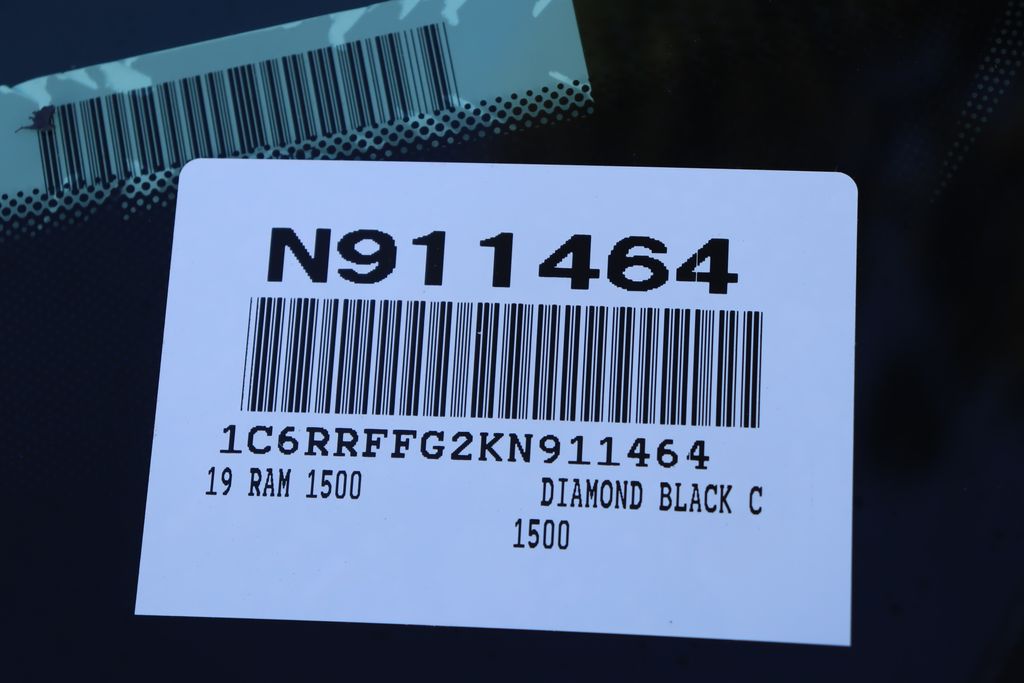 N911464
1C6RRFFG2KN911464
19 RAM 1500 DIAMOND BLACK C
1500